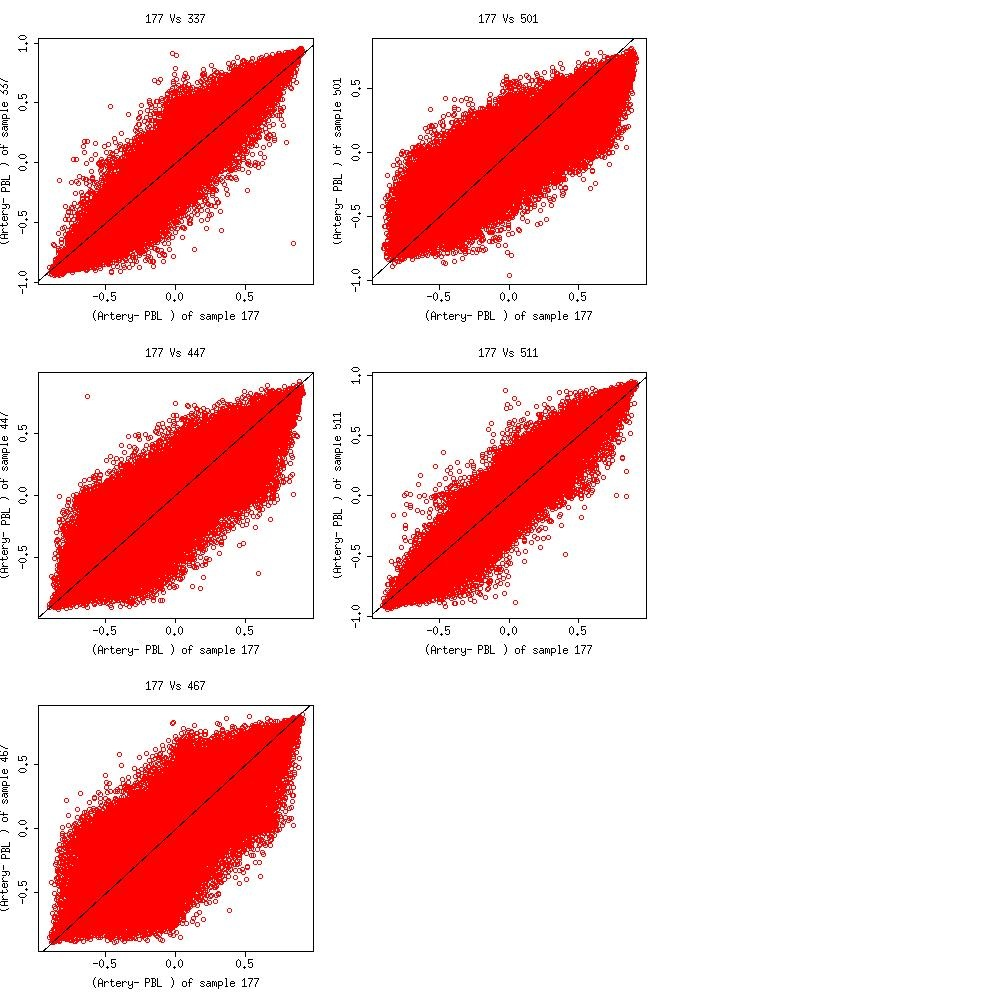 177 Vs 337
(Artery- PBL ) of sample 337
1.0
0.5
0.0
-0.5
-1.0
-0.5 0.0 0.5
(Artery- PBL ) of sample 177
177 Vs 501
(Artery- PBL ) of sample 501
0.5
0.0
-0.5
-1.0
-0.5 0.0 0.5
(Artery- PBL ) of sample 177
177 Vs 447
(Artery- PBL ) of sample 447
0.5
0.0
-0.5
-0.5 0.0 0.5
(Artery- PBL ) of sample 177
177 Vs 511
(Artery- PBL ) of sample 511
1.0
0.5
0.0
-0.5
-1.0
-0.5 0.0 0.5
(Artery- PBL ) of sample 177
177 Vs 467
(Artery- PBL ) of sample 467
0.5
0.0
-0.5
-0.5 0.0 0.5
(Artery- PBL ) of sample 177